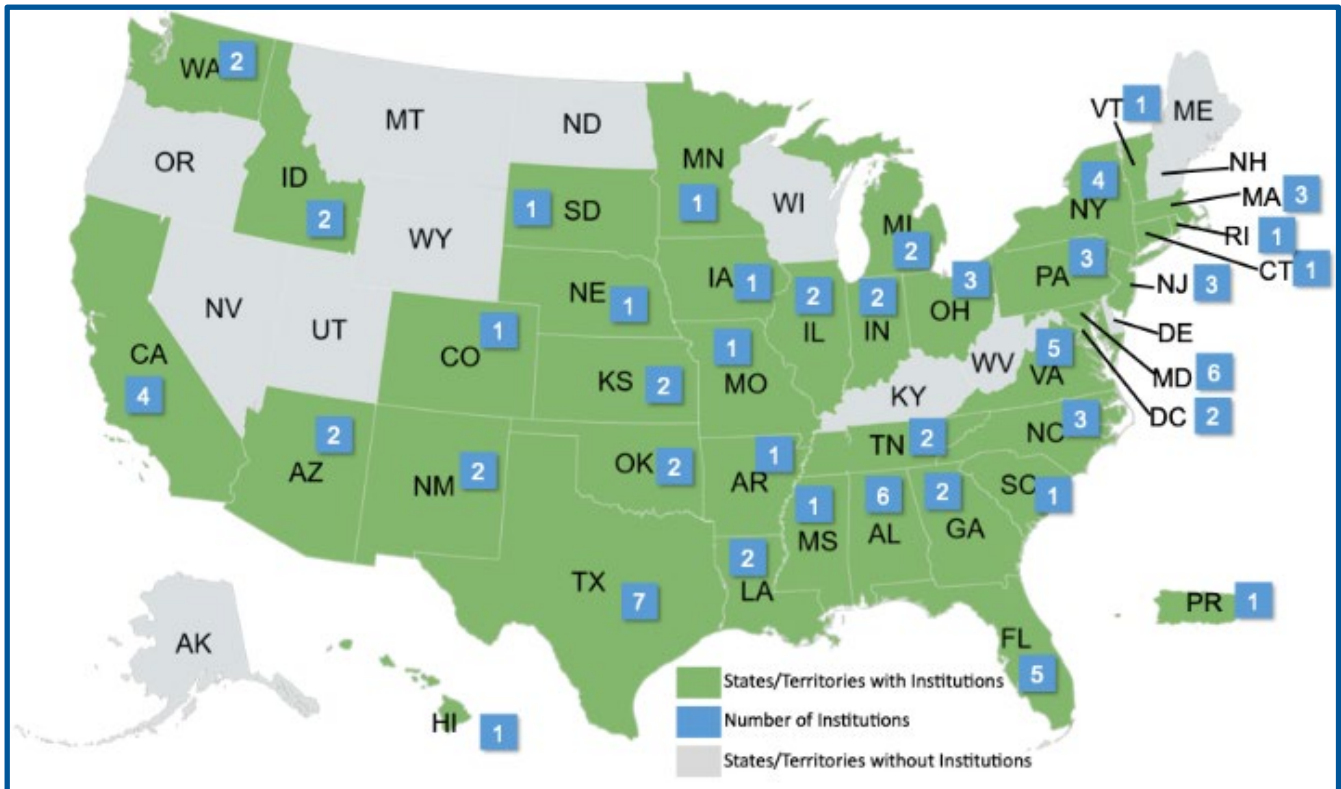 WA 2
MT
ND
VT 1
ME
OR
ID
2
MN
1
NH
4
NY
MA 3
1 SD
WI
MI
2
RI 1
WY
CT 1
3
PA
NJ 3
3
OH
NE 1
IA 1
2
IL
2
IN
NV
UT
1
CO
DE
CA
4
KS 2
1
MO
WV
5
VA
MD 6
KY
DC 2
2
AZ
NM 2
OK 2
1
AR
TN 2
NC 3
1
MS
6
AL
2
GA
SC 1
TX
7
2
LA
PR 1
AK
FL
5
HI 1
States/Territories with Institutions
Number of Institutions
States/Territories without Institutions